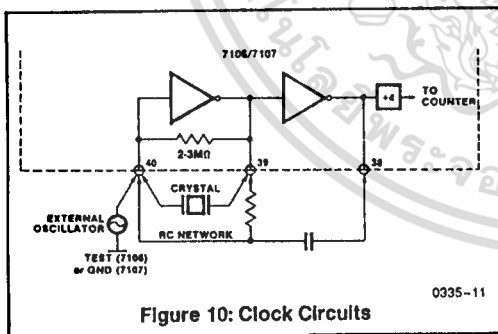 7106/7107
÷4
TO
COUNTER
2-3MΩ
40
39
38
CRYSTAL
EXTERNAL
OSCILLATOR
RC NETWORK
TEST (7106)
or GND (7107)
0335-11
Figure 10: Clock Circuits